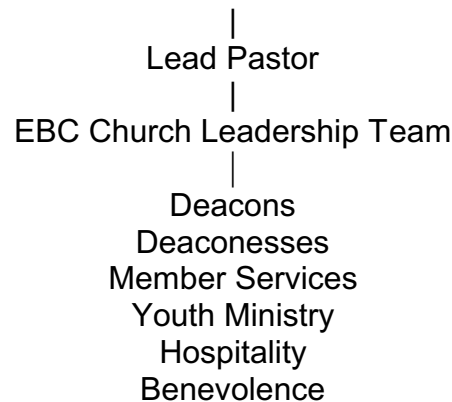 Lead Pastor
EBC Church Leadership Team
Deacons
Deaconesses
Member Services
Youth Ministry
Hospitality
Benevolence